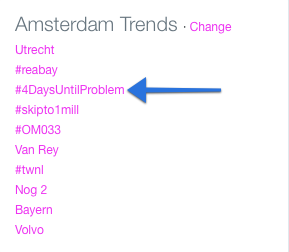 Amsterdam Trends · Change
Utrecht
#reabay
#4DaysUntilProblem
#skipto1mill
#OM033
Van Rey
#twnl
Nog 2
Bayern
Volvo